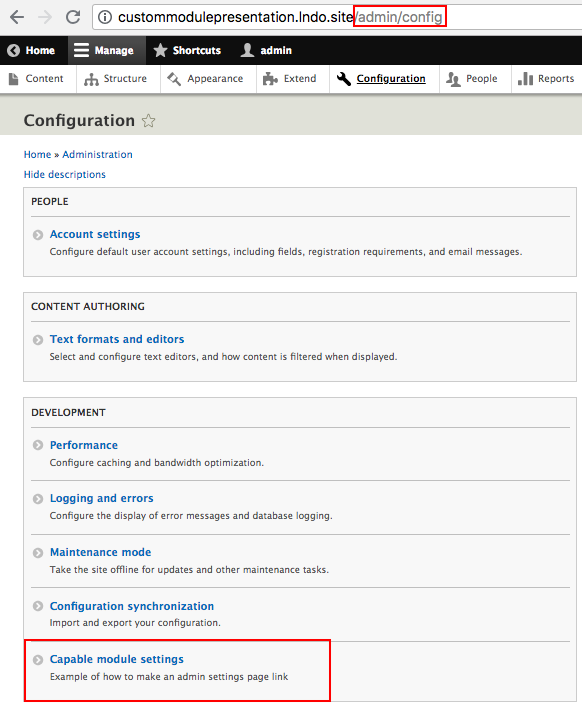 custommodulepresentation.lndo.site/admin/config
Home Manage Shortcuts admin
Content Structure Appearance Extend Configuration People Reports
Configuration
Home » Administration
Hide descriptions
PEOPLE
Account settings
Configure default user account settings, including fields, registration requirements, and email messages.
CONTENT AUTHORING
Text formats and editors
Select and configure text editors, and how content is filtered when displayed.
DEVELOPMENT
Performance
Configure caching and bandwidth optimization.
Logging and errors
Configure the display of error messages and database logging.
Maintenance mode
Take the site offline for updates and other maintenance tasks.
Configuration synchronization
Import and export your configuration.
Capable module settings
Example of how to make an admin settings page link